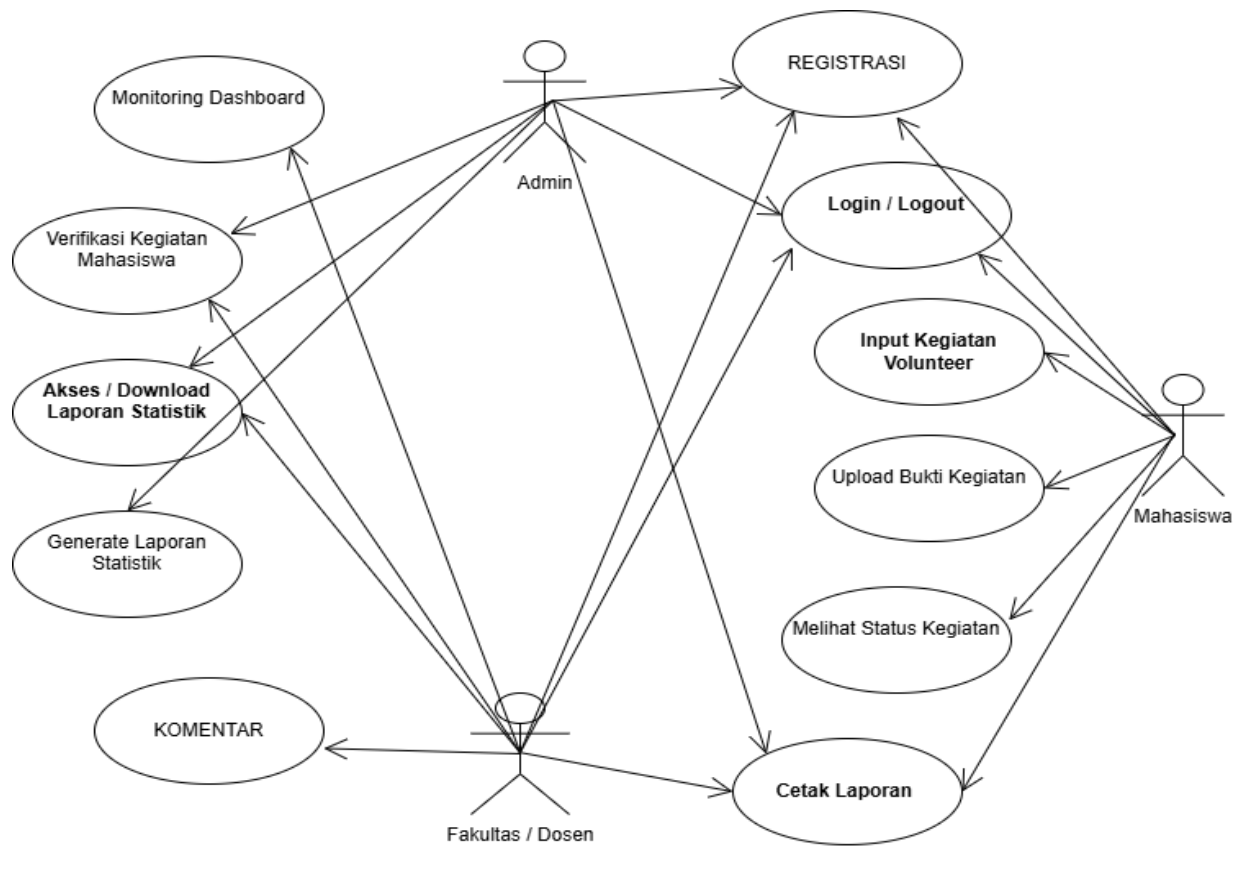 REGISTRASI
Monitoring Dashboard
Admin
Login / Logout
Verifikasi Kegiatan
Mahasiswa
Input Kegiatan
Volunteer
Akses / Download
Laporan Statistik
Upload Bukti Kegiatan
Mahasiswa
Generate Laporan
Statistik
Melihat Status Kegiatan
KOMENTAR
Cetak Laporan
Fakultas / Dosen